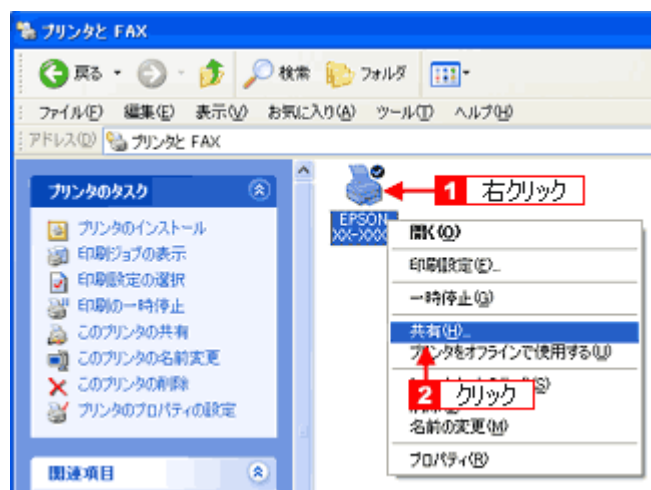 プリンタと FAX
戻る 検索 フォルダ
ファイル(F) 編集(E) 表示(V) お気に入り(A) ツール(T) ヘルプ(H)
アドレス(D) プリンタと FAX
プリンタのタスク
プリンタのインストール
印刷ジョブの表示
印刷設定の選択
印刷の一時停止
このプリンタの共有
このプリンタの名前変更
このプリンタの削除
プリンタのプロパティの設定
関連項目
1 右クリック
EPSON
XX-XXX
開く(O)
印刷設定(E)...
一時停止(G)
共有(H)...
プリンタをオフラインで使用する(U)
(S)
2 クリック
名前の変更(M)
プロパティ(R)